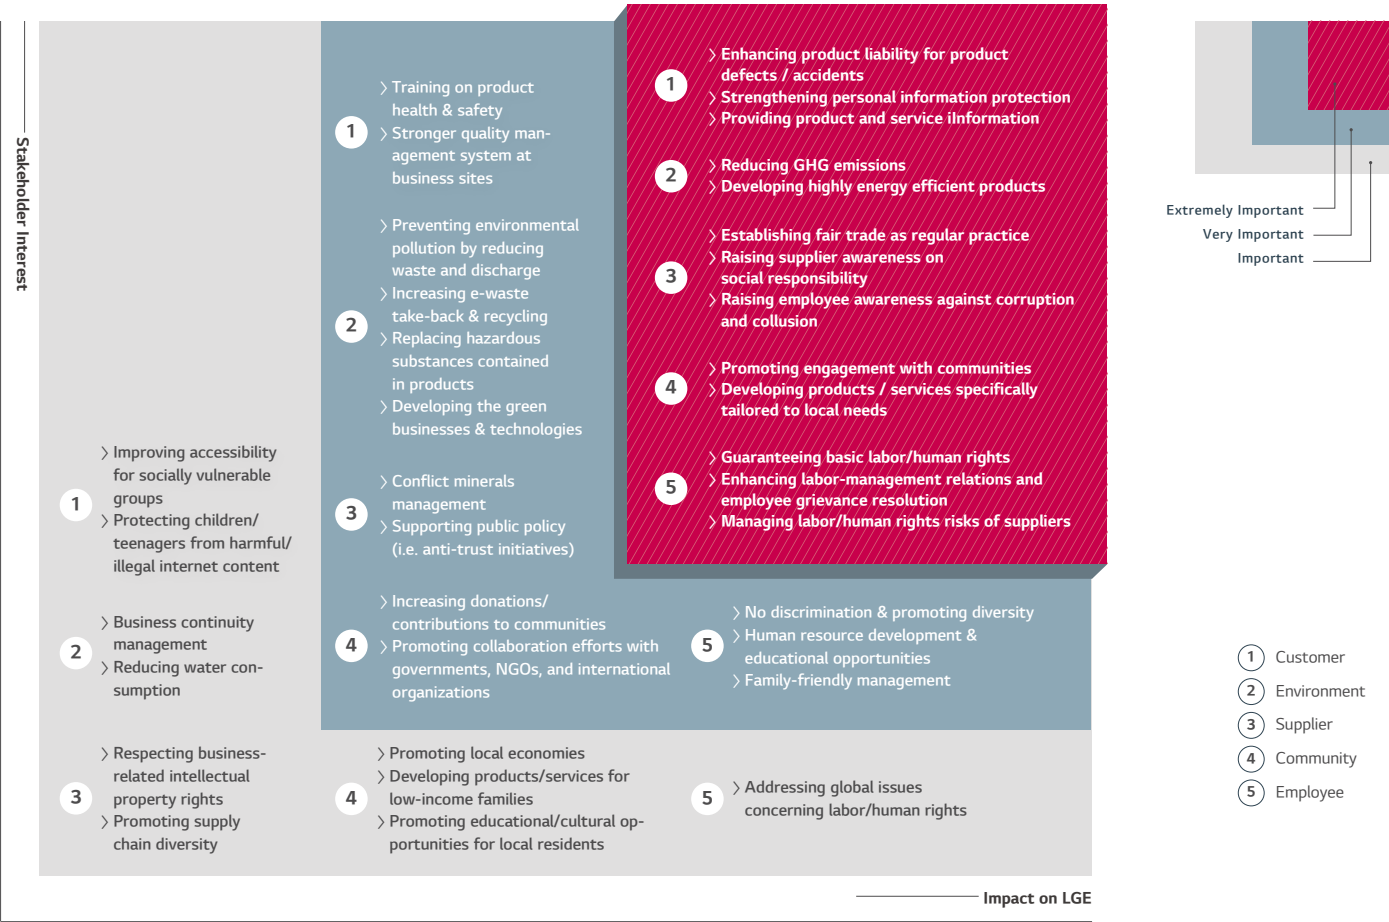 Stakeholder Interest
1
〉Improving accessibility
for socially vulnerable
groups
〉Protecting children/
teenagers from harmful/
illegal internet content
2
〉Business continuity
management
〉Reducing water con-
sumption
3
〉Respecting business-
related intellectual
property rights
〉Promoting supply
chain diversity
1
〉Training on product
health & safety
〉Stronger quality man-
agement system at
business sites
2
〉Preventing environmental
pollution by reducing
waste and discharge
〉Increasing e-waste
take-back & recycling
〉Replacing hazardous
substances contained
in products
〉Developing the green
businesses & technologies
3
〉Conflict minerals
management
〉Supporting public policy
(i.e. anti-trust initiatives)
4
〉Increasing donations/
contributions to communities
〉Promoting collaboration efforts with
governments, NGOs, and international
organizations
4
〉Promoting local economies
〉Developing products/services for
low-income families
〉Promoting educational/cultural op-
portunities for local residents
1
〉Enhancing product liability for product
defects / accidents
〉Strengthening personal information protection
〉Providing product and service iInformation
2
〉Reducing GHG emissions
〉Developing highly energy efficient products
3
〉Establishing fair trade as regular practice
〉Raising supplier awareness on
social responsibility
〉Raising employee awareness against corruption
and collusion
4
〉Promoting engagement with communities
〉Developing products / services specifically
tailored to local needs
5
〉Guaranteeing basic labor/human rights
〉Enhancing labor-management relations and
employee grievance resolution
〉Managing labor/human rights risks of suppliers
5
〉No discrimination & promoting diversity
〉Human resource development &
educational opportunities
〉Family-friendly management
5
〉Addressing global issues
concerning labor/human rights
Impact on LGE
Extremely Important
Very Important
Important
1 Customer
2 Environment
3 Supplier
4 Community
5 Employee